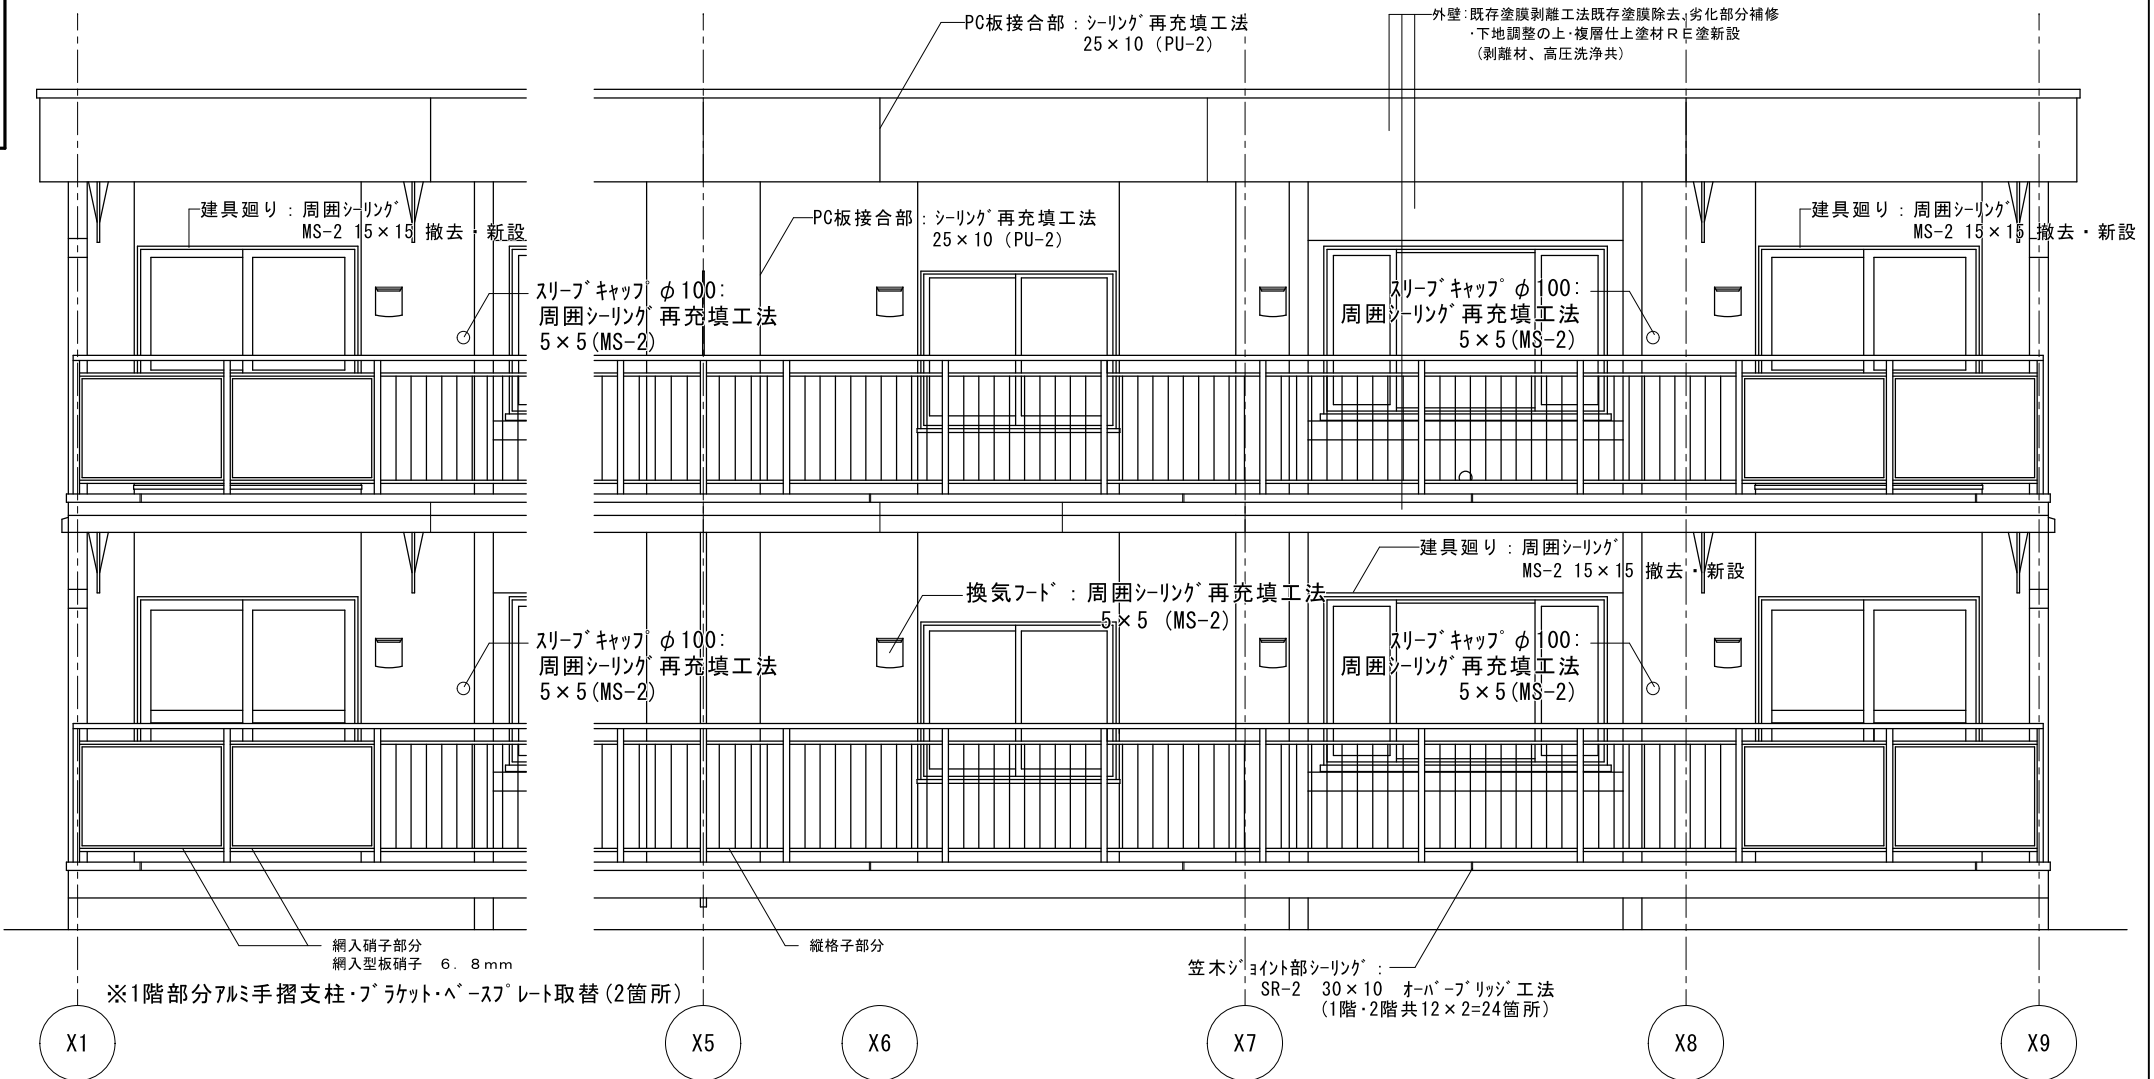 PC板接合部：シーリング再充填工法
25×10 (PU-2)
外壁:既存塗膜剥離工法既存塗膜除去、劣化部分補修
・下地調整の上・複層仕上塗材ＲＥ塗新設
(剥離材、高圧洗浄共)
建具廻り：周囲シーリング
MS-2 15×15 撤去・新設
PC板接合部：シーリング再充填工法
25×10 (PU-2)
建具廻り：周囲シーリング
MS-2 15×15 撤去・新設
スリーブキャップφ100:
周囲シーリング再充填工法
5×5(MS-2)
スリーブキャップφ100:
周囲シーリング再充填工法
5×5(MS-2)
建具廻り：周囲シーリング
MS-2 15×15 撤去・新設
換気フード：周囲シーリング再充填工法
5×5 (MS-2)
スリーブキャップφ100:
周囲シーリング再充填工法
5×5(MS-2)
スリーブキャップφ100:
周囲シーリング再充填工法
5×5(MS-2)
網入硝子部分
網入型板硝子　６．８mm
縦格子部分
※1階部分アルミ手摺支柱・ブラケット・ベースプレート取替(2箇所)
笠木ジョイント部シーリング：
SR-2　30×10　オーバーブリッジ工法
(1階・2階共12×2=24箇所)
X1
X5
X6
X7
X8
X9